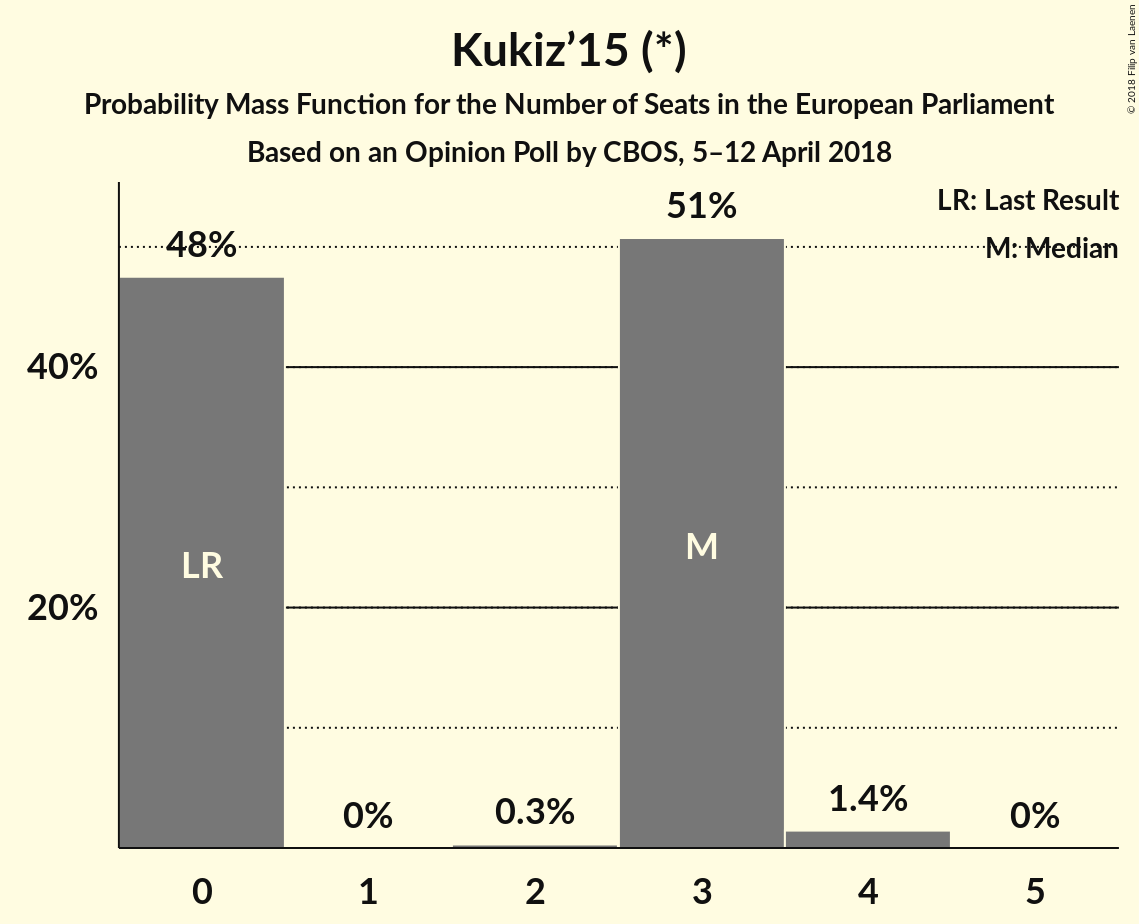 Kukiz’15 (*)
Probability Mass Function for the Number of Seats in the European Parliament
Based on an Opinion Poll by CBOS, 5–12 April 2018
© 2018 Filip van Laenen
LR: Last Result
M: Median
48%
0%
0.3%
51%
1.4%
0%
40%
20%
LR
M
0 1 2 3 4 5